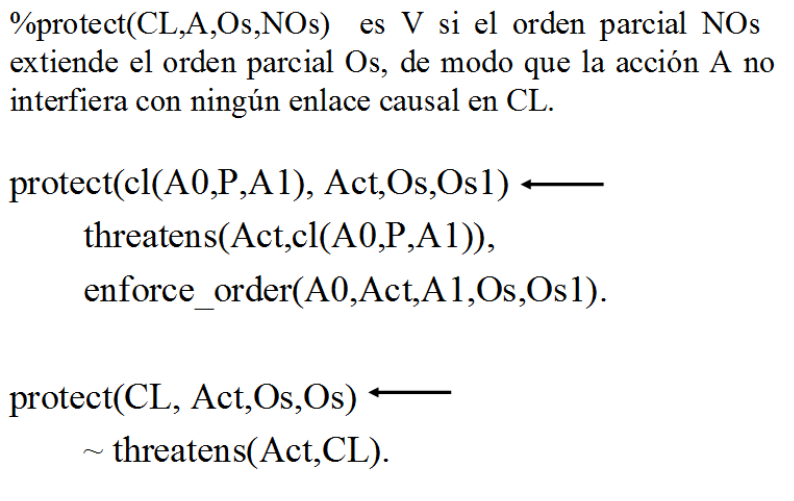 %protect(CL,A,Os,NOs) es V si el orden parcial NOs
extiende el orden parcial Os, de modo que la acción A no
interfiera con ningún enlace causal en CL.
protect(cl(A0,P,A1), Act,Os,Os1) ←
threatens(Act,cl(A0,P,A1)),
enforce_order(A0,Act,A1,Os,Os1).
protect(CL, Act,Os,Os) ←
~ threatens(Act,CL).